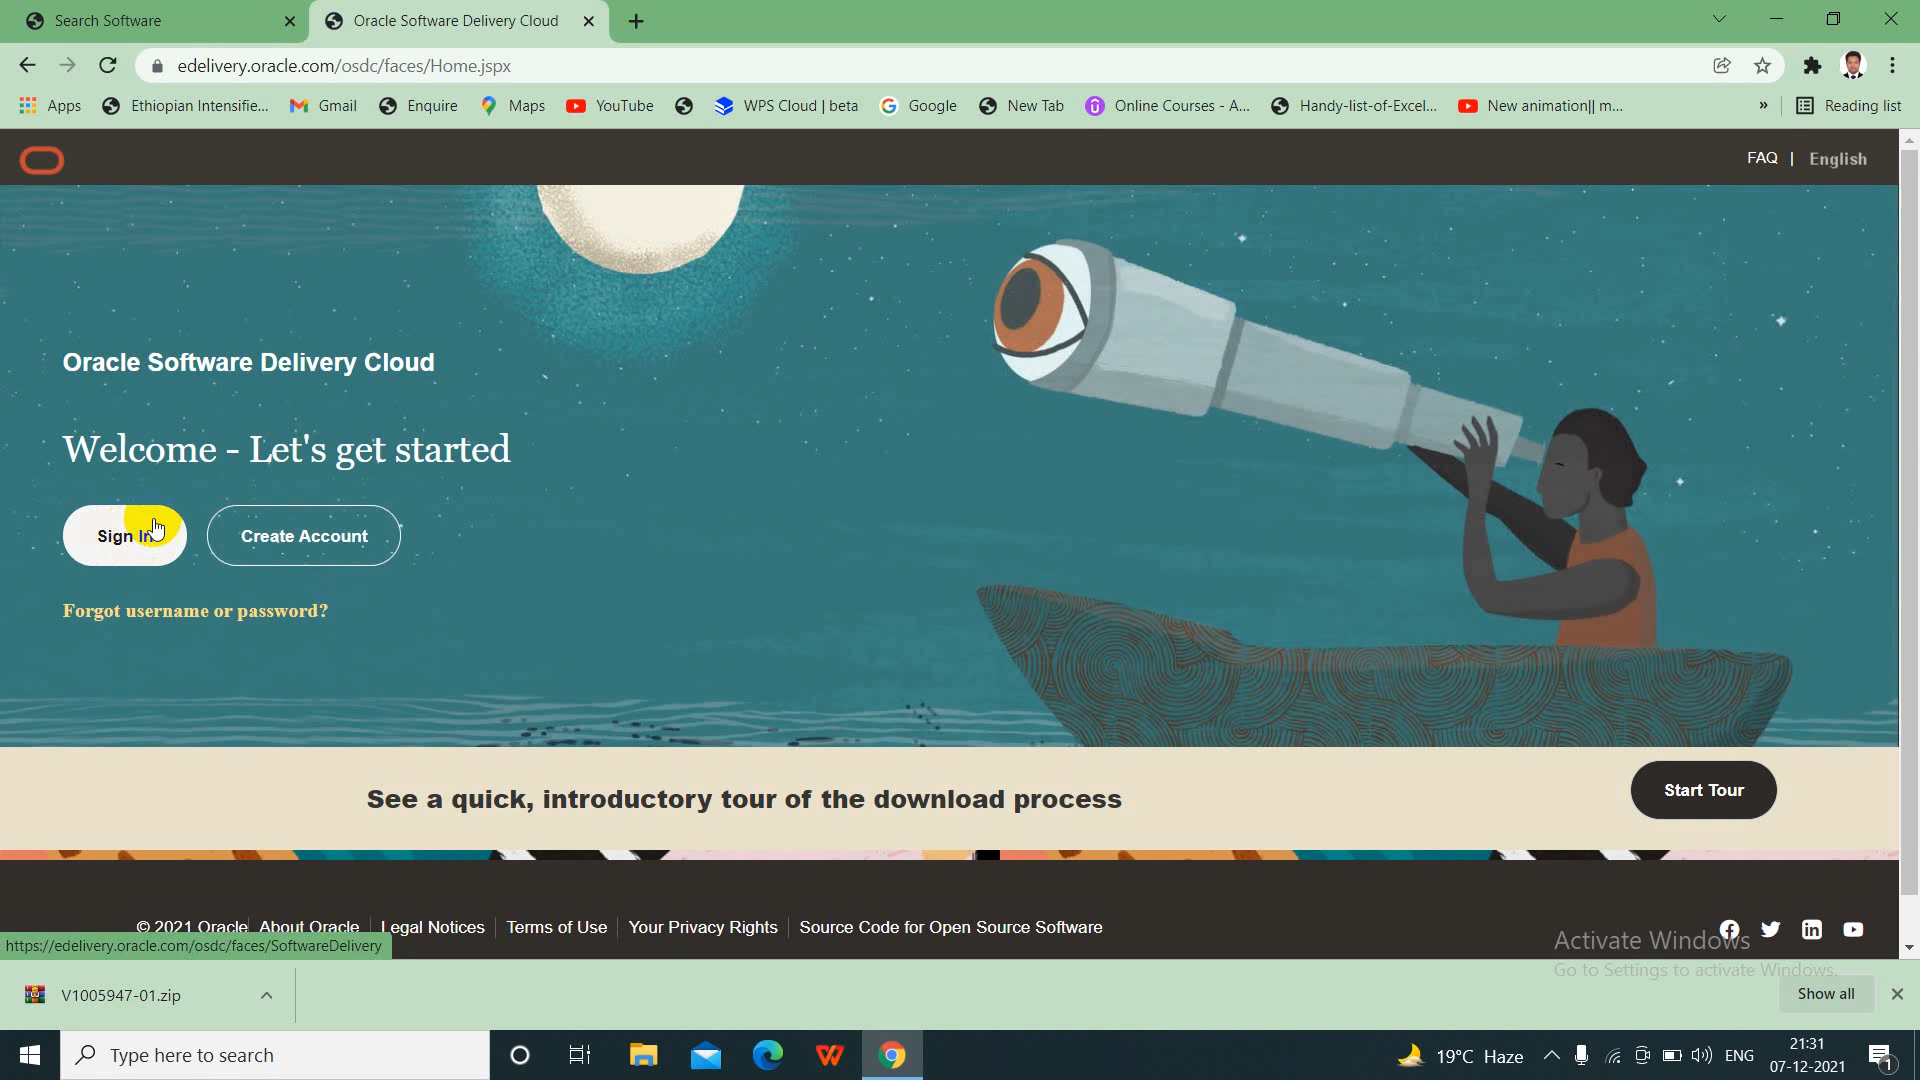 Search Software
Oracle Software Delivery Cloud
edelivery.oracle.com/osdc/faces/Home.jspx
Apps
Ethiopian Intensifie...
Gmail
Enquire
Maps
YouTube
WPS Cloud | beta
Google
New Tab
Online Courses - A...
Handy-list-of-Excel...
New animation|| m...
»
Reading list
FAQ | English
Oracle Software Delivery Cloud
Welcome - Let's get started
Sign In
Create Account
Forgot username or password?
See a quick, introductory tour of the download process
Start Tour
© 2021 Oracle
About Oracle
Legal Notices
Terms of Use
Your Privacy Rights
Source Code for Open Source Software
https://edelivery.oracle.com/osdc/faces/SoftwareDelivery
Activate Windows
Go to Settings to activate Windows.
V1005947-01.zip
Show all
Type here to search
19°C Haze
ENG
21:31
07-12-2021
1